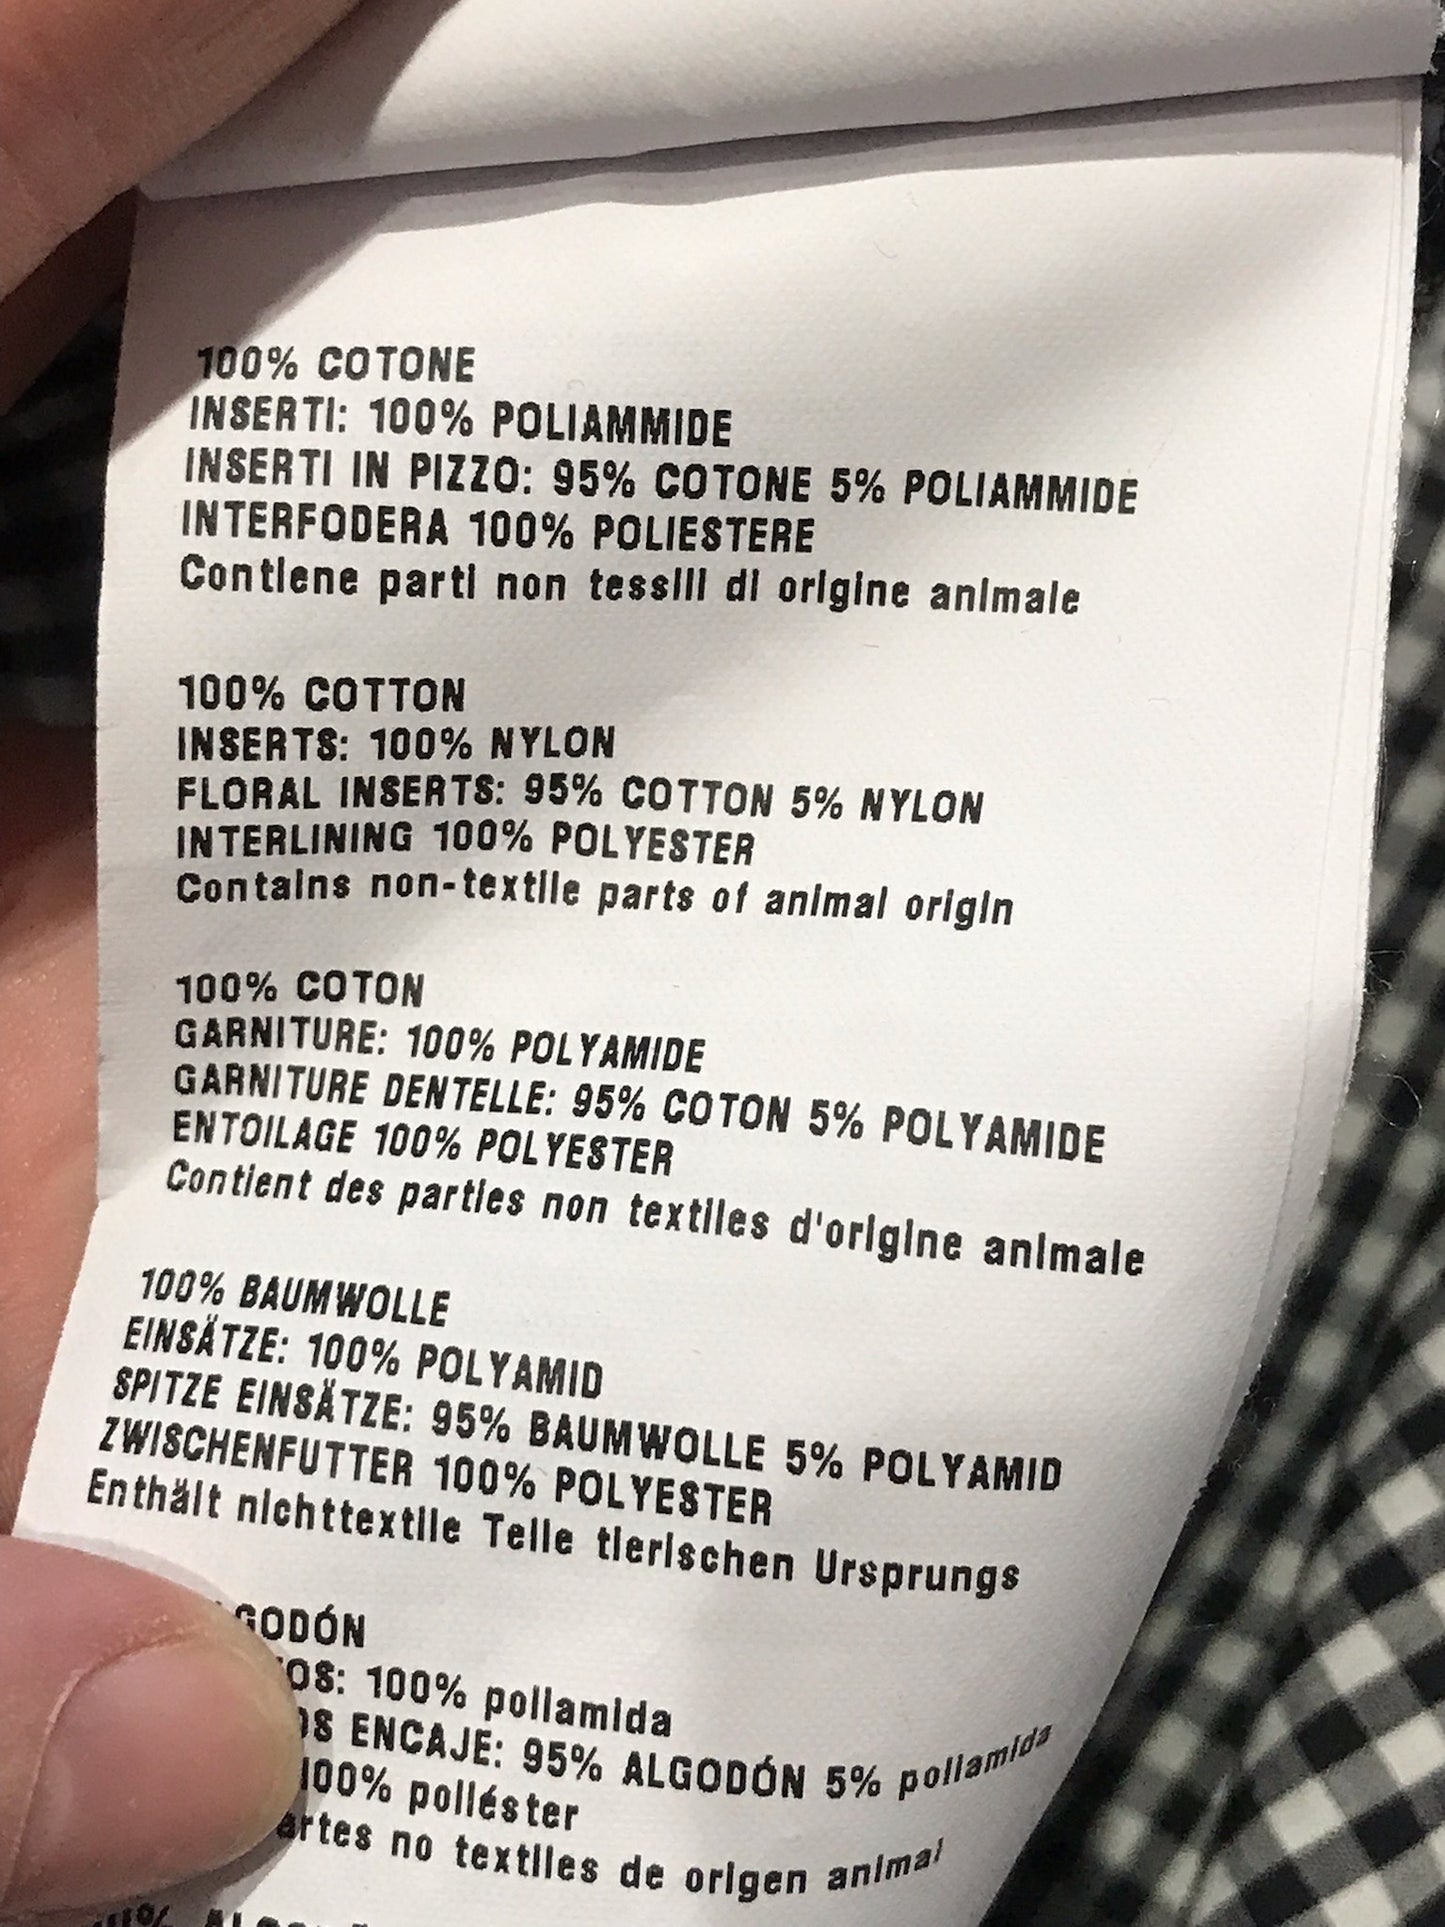 100% COTONE
INSERTI: 100% POLIAMMIDE
INSERTI IN PIZZO: 95% COTONE 5% POLIAMMIDE
INTERFODERA 100% POLIESTERE
Contiene parti non tessili di origine animale
100% COTTON
INSERTS: 100% NYLON
FLORAL INSERTS: 95% COTTON 5% NYLON
INTERLINING 100% POLYESTER
Contains non-textile parts of animal origin
100% COTON
GARNITURE: 100% POLYAMIDE
GARNITURE DENTELLE: 95% COTON 5% POLYAMIDE
ENTOILAGE 100% POLYESTER
Contient des parties non textiles d'origine animale
100% BAUMWOLLE
EINSÄTZE: 100% POLYAMID
SPITZE EINSÄTZE: 95% BAUMWOLLE 5% POLYAMID
ZWISCHENFUTTER 100% POLYESTER
Enthält nichttextile Teile tierischen Ursprungs
GODÓN
OS: 100% poliamida
OS ENCAJE: 95% ALGODÓN 5% poliamida
100% poliéster
artes no textiles de origen animal